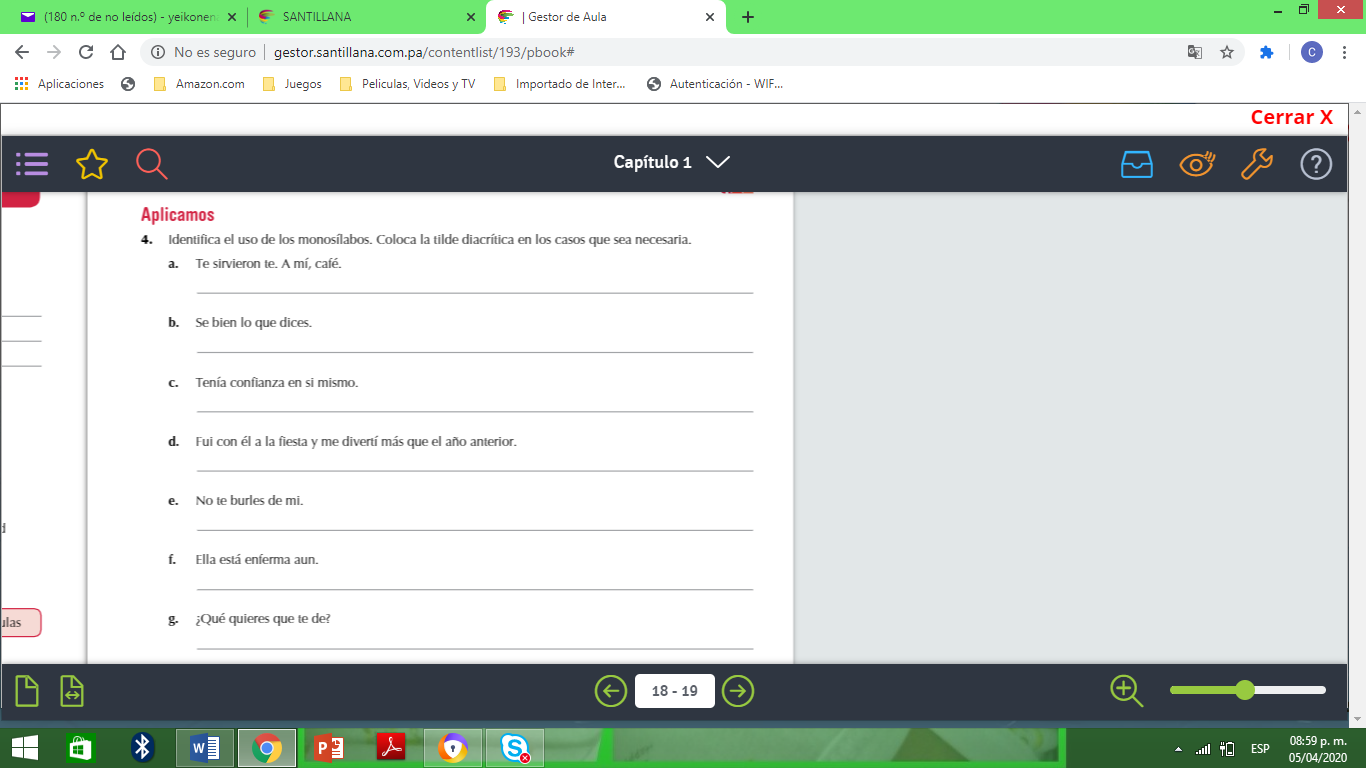 (180 n.º de no leídos) - yeikonen
SANTILLANA
| Gestor de Aula
No es seguro | gestor.santillana.com.pa/contentlist/193/pbook#
C
Aplicaciones
Amazon.com
Juegos
Peliculas, Videos y TV
Importado de Inter...
Autenticación - WIF...
Cerrar X
Capítulo 1
Aplicamos
4. Identifica el uso de los monosílabos. Coloca la tilde diacrítica en los casos que sea necesaria.
a. Te sirvieron te. A mí, café.
b. Se bien lo que dices.
c. Tenía confianza en si mismo.
d. Fui con él a la fiesta y me divertí más que el año anterior.
e. No te burles de mi.
f. Ella está enferma aun.
ulas
g. ¿Qué quieres que te de?
18 - 19
ESP
08:59 p. m.
05/04/2020